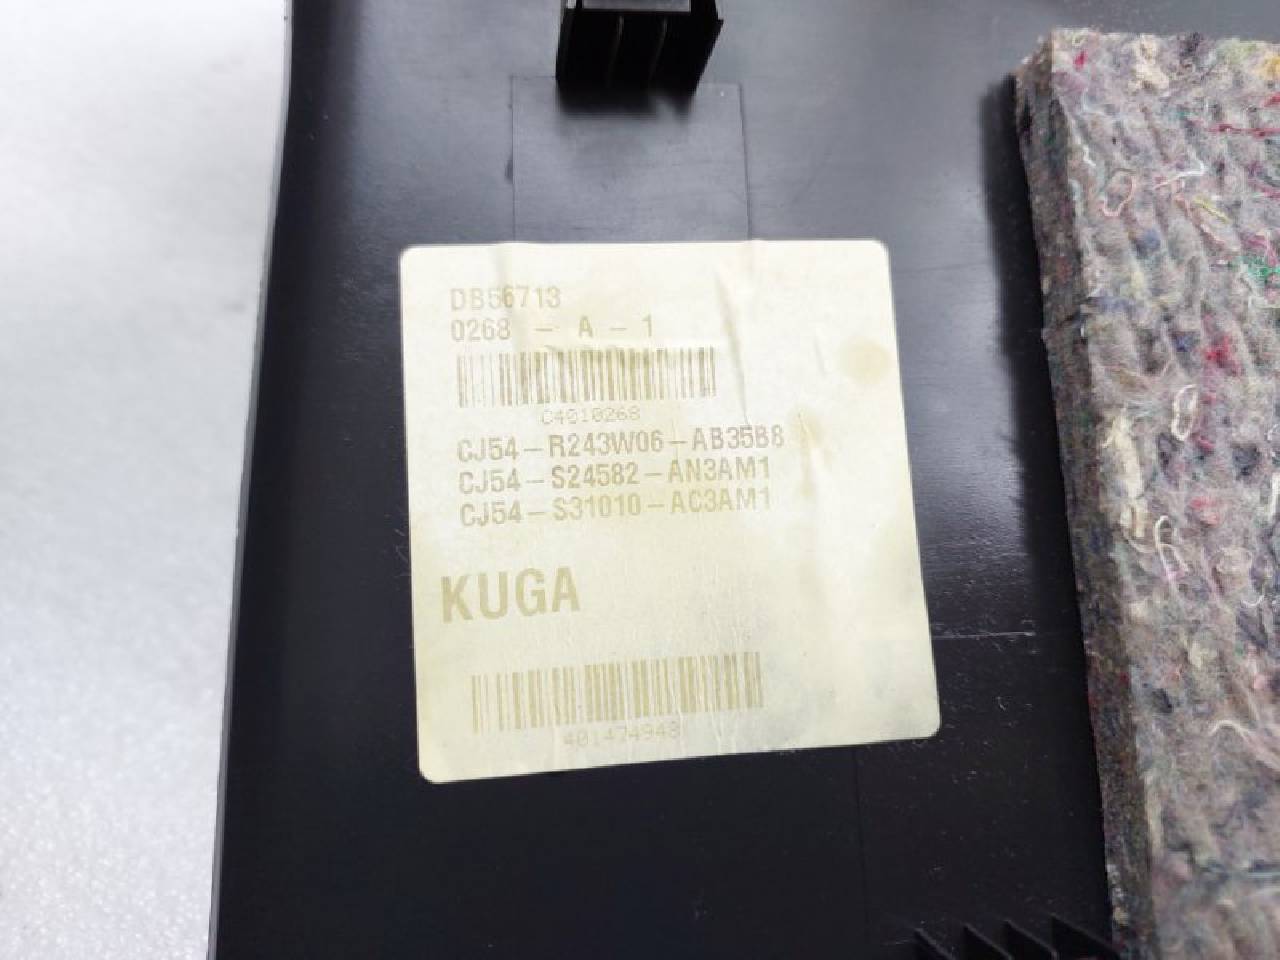 DB56713
0268 - A - 1
C4010268
CJ54-R243W06-AB35B8
CJ54-S24582-AN3AM1
CJ54-S31010-AC3AM1
KUGA
401474948